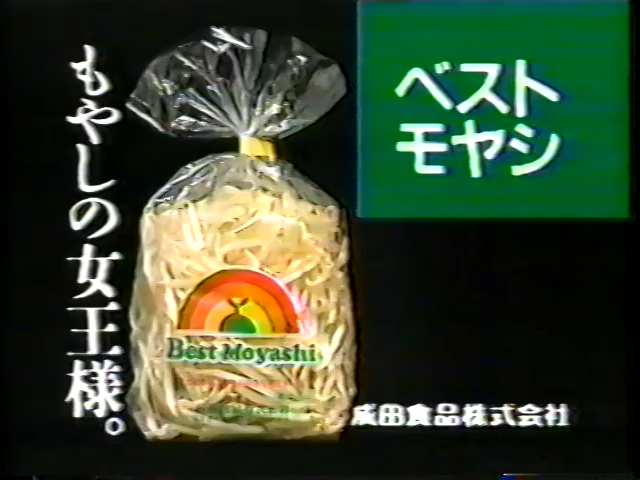 もやしの女王様。
ベスト
モヤシ
Best Moyashi
成田食品株式会社